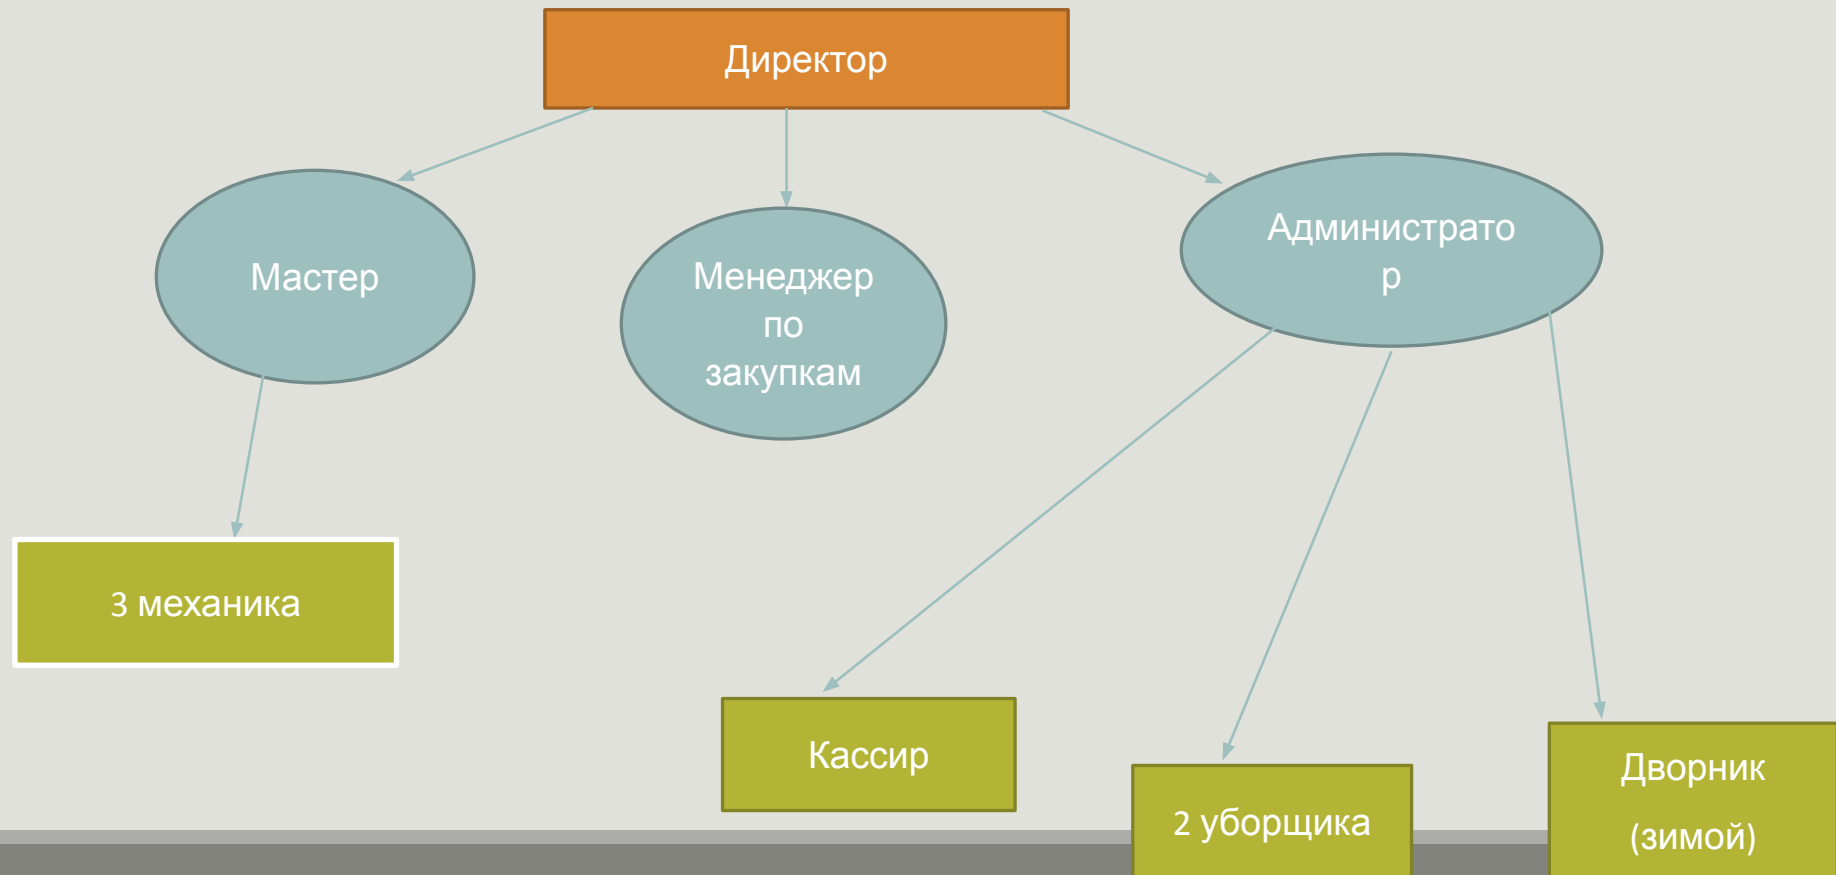 Директор
Мастер
Менеджер
по
закупкам
Администрато
р
3 механика
Кассир
2 уборщика
Дворник
(зимой)